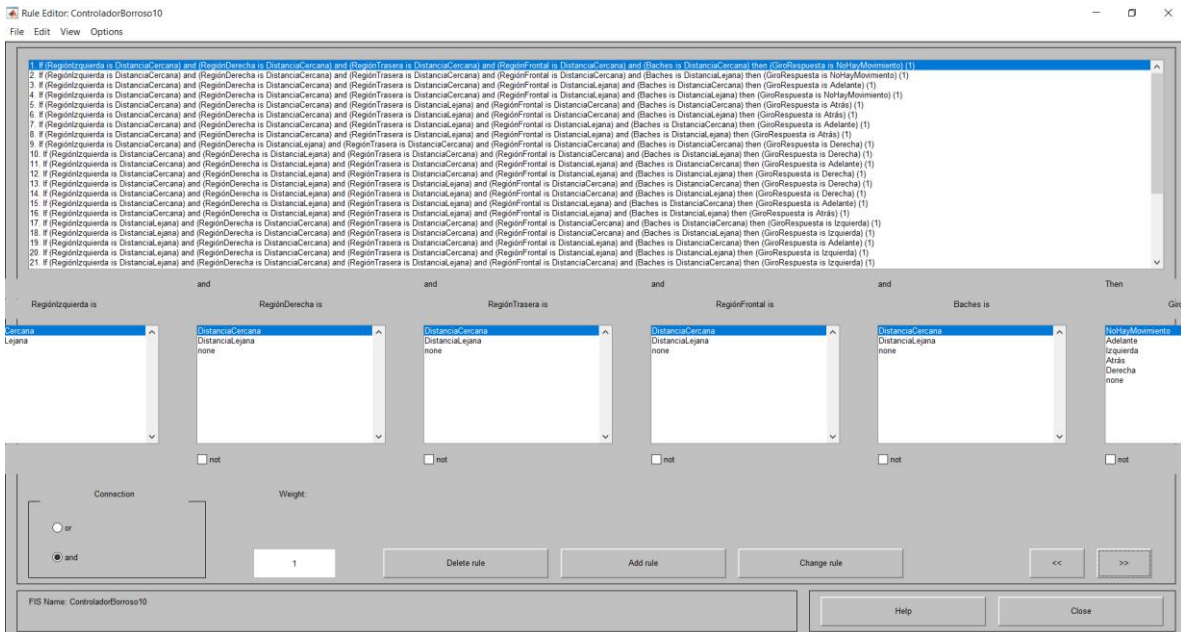 Rule Editor: ControladorBorroso10
File Edit View Options
1. If (RegiónIzquierda is DistanciaCercana) and (RegiónDerecha is DistanciaCercana) and (RegiónTrasera is DistanciaCercana) and (RegiónFrontal is DistanciaCercana) and (Baches is DistanciaCercana) then (GiroRespuesta is NoHayMovimiento) (1)
2. If (RegiónIzquierda is DistanciaCercana) and (RegiónDerecha is DistanciaCercana) and (RegiónTrasera is DistanciaCercana) and (RegiónFrontal is DistanciaCercana) and (Baches is DistanciaLejana) then (GiroRespuesta is NoHayMovimiento) (1)
3. If (RegiónIzquierda is DistanciaCercana) and (RegiónDerecha is DistanciaCercana) and (RegiónTrasera is DistanciaCercana) and (RegiónFrontal is DistanciaLejana) and (Baches is DistanciaCercana) then (GiroRespuesta is Adelante) (1)
4. If (RegiónIzquierda is DistanciaCercana) and (RegiónDerecha is DistanciaCercana) and (RegiónTrasera is DistanciaCercana) and (RegiónFrontal is DistanciaLejana) and (Baches is DistanciaLejana) then (GiroRespuesta is NoHayMovimiento) (1)
5. If (RegiónIzquierda is DistanciaCercana) and (RegiónDerecha is DistanciaCercana) and (RegiónTrasera is DistanciaLejana) and (RegiónFrontal is DistanciaCercana) and (Baches is DistanciaCercana) then (GiroRespuesta is Atrás) (1)
6. If (RegiónIzquierda is DistanciaCercana) and (RegiónDerecha is DistanciaCercana) and (RegiónTrasera is DistanciaLejana) and (RegiónFrontal is DistanciaCercana) and (Baches is DistanciaLejana) then (GiroRespuesta is Atrás) (1)
7. If (RegiónIzquierda is DistanciaCercana) and (RegiónDerecha is DistanciaCercana) and (RegiónTrasera is DistanciaLejana) and (RegiónFrontal is DistanciaLejana) and (Baches is DistanciaCercana) then (GiroRespuesta is Adelante) (1)
8. If (RegiónIzquierda is DistanciaCercana) and (RegiónDerecha is DistanciaCercana) and (RegiónTrasera is DistanciaLejana) and (RegiónFrontal is DistanciaLejana) and (Baches is DistanciaLejana) then (GiroRespuesta is Atrás) (1)
9. If (RegiónIzquierda is DistanciaCercana) and (RegiónDerecha is DistanciaLejana) and (RegiónTrasera is DistanciaCercana) and (RegiónFrontal is DistanciaCercana) and (Baches is DistanciaCercana) then (GiroRespuesta is Derecha) (1)
10. If (RegiónIzquierda is DistanciaCercana) and (RegiónDerecha is DistanciaLejana) and (RegiónTrasera is DistanciaCercana) and (RegiónFrontal is DistanciaCercana) and (Baches is DistanciaLejana) then (GiroRespuesta is Derecha) (1)
11. If (RegiónIzquierda is DistanciaCercana) and (RegiónDerecha is DistanciaLejana) and (RegiónTrasera is DistanciaCercana) and (RegiónFrontal is DistanciaLejana) and (Baches is DistanciaCercana) then (GiroRespuesta is Adelante) (1)
12. If (RegiónIzquierda is DistanciaCercana) and (RegiónDerecha is DistanciaLejana) and (RegiónTrasera is DistanciaCercana) and (RegiónFrontal is DistanciaLejana) and (Baches is DistanciaLejana) then (GiroRespuesta is Derecha) (1)
13. If (RegiónIzquierda is DistanciaCercana) and (RegiónDerecha is DistanciaLejana) and (RegiónTrasera is DistanciaLejana) and (RegiónFrontal is DistanciaCercana) and (Baches is DistanciaCercana) then (GiroRespuesta is Derecha) (1)
14. If (RegiónIzquierda is DistanciaCercana) and (RegiónDerecha is DistanciaLejana) and (RegiónTrasera is DistanciaLejana) and (RegiónFrontal is DistanciaCercana) and (Baches is DistanciaLejana) then (GiroRespuesta is Derecha) (1)
15. If (RegiónIzquierda is DistanciaCercana) and (RegiónDerecha is DistanciaLejana) and (RegiónTrasera is DistanciaLejana) and (RegiónFrontal is DistanciaLejana) and (Baches is DistanciaCercana) then (GiroRespuesta is Adelante) (1)
16. If (RegiónIzquierda is DistanciaCercana) and (RegiónDerecha is DistanciaLejana) and (RegiónTrasera is DistanciaLejana) and (RegiónFrontal is DistanciaLejana) and (Baches is DistanciaLejana) then (GiroRespuesta is Atrás) (1)
17. If (RegiónIzquierda is DistanciaLejana) and (RegiónDerecha is DistanciaCercana) and (RegiónTrasera is DistanciaCercana) and (RegiónFrontal is DistanciaCercana) and (Baches is DistanciaCercana) then (GiroRespuesta is Izquierda) (1)
18. If (RegiónIzquierda is DistanciaLejana) and (RegiónDerecha is DistanciaCercana) and (RegiónTrasera is DistanciaCercana) and (RegiónFrontal is DistanciaCercana) and (Baches is DistanciaLejana) then (GiroRespuesta is Izquierda) (1)
19. If (RegiónIzquierda is DistanciaLejana) and (RegiónDerecha is DistanciaCercana) and (RegiónTrasera is DistanciaCercana) and (RegiónFrontal is DistanciaLejana) and (Baches is DistanciaCercana) then (GiroRespuesta is Adelante) (1)
20. If (RegiónIzquierda is DistanciaLejana) and (RegiónDerecha is DistanciaCercana) and (RegiónTrasera is DistanciaCercana) and (RegiónFrontal is DistanciaLejana) and (Baches is DistanciaLejana) then (GiroRespuesta is Izquierda) (1)
21. If (RegiónIzquierda is DistanciaLejana) and (RegiónDerecha is DistanciaCercana) and (RegiónTrasera is DistanciaLejana) and (RegiónFrontal is DistanciaCercana) and (Baches is DistanciaCercana) then (GiroRespuesta is Izquierda) (1)
and and and and Then
RegiónIzquierda is RegiónDerecha is RegiónTrasera is RegiónFrontal is Baches is Giro
Cercana DistanciaCercana DistanciaCercana DistanciaCercana DistanciaCercana NoHayMovimiento
Lejana DistanciaLejana DistanciaLejana DistanciaLejana DistanciaLejana Adelante
none none none none Izquierda
Atrás
Derecha
none
not not not not not
Connection Weight:
or
and 1 Delete rule Add rule Change rule << >>
FIS Name: ControladorBorroso10 Help Close